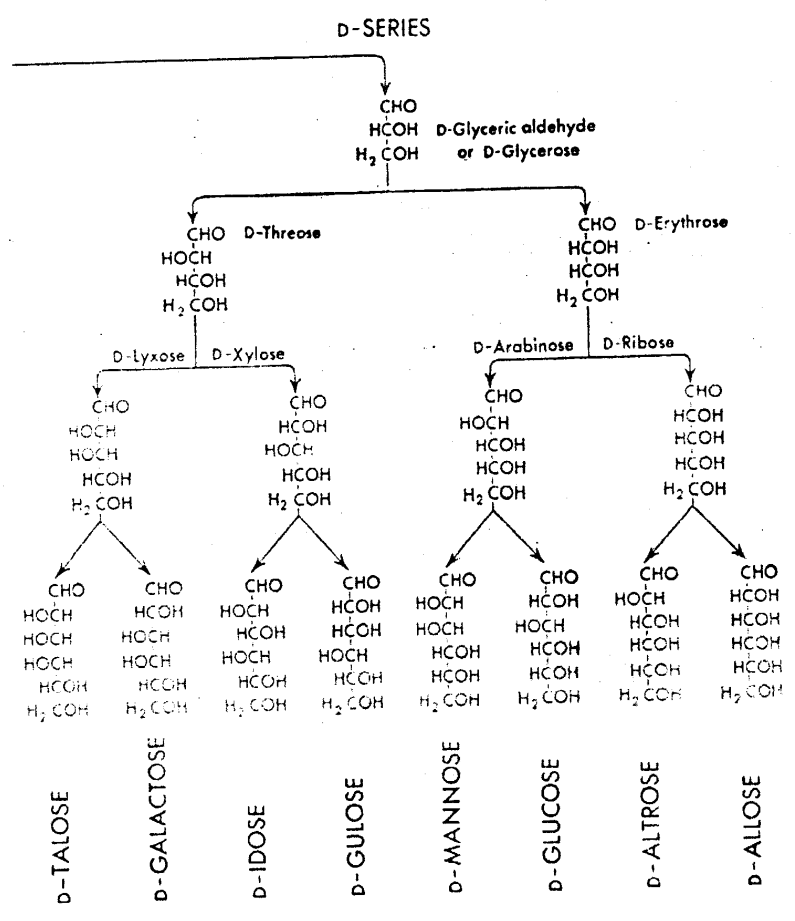 D-SERIES
CHO
HCOH D-Glyceric aldehyde
H₂COH or D-Glycerose
CHO D-Threose
HOCH
HCOH
H₂COH
CHO D-Erythrose
HCOH
HCOH
H₂COH
D-Lyxose D-Xylose
D-Arabinose D-Ribose
CHO
HOCH
HOCH
HCOH
H₂COH
CHO
HCOH
HOCH
HCOH
H₂COH
CHO
HOCH
HCOH
HCOH
H₂COH
CHO
HCOH
HCOH
HCOH
H₂COH
CHO
HOCH
HOCH
HOCH
HCOH
H₂COH
CHO
HCOH
HOCH
HOCH
HCOH
H₂COH
CHO
HOCH
HCOH
HOCH
HCOH
H₂COH
CHO
HCOH
HCOH
HOCH
HCOH
H₂COH
CHO
HOCH
HOCH
HCOH
HCOH
H₂COH
CHO
HCOH
HOCH
HCOH
HCOH
H₂COH
CHO
HOCH
HCOH
HCOH
HCOH
H₂COH
CHO
HCOH
HCOH
HCOH
HCOH
H₂COH
D-TALOSE
D-GALACTOSE
D-IDOSE
D-GULOSE
D-MANNOSE
D-GLUCOSE
D-ALTROSE
D-ALLOSE